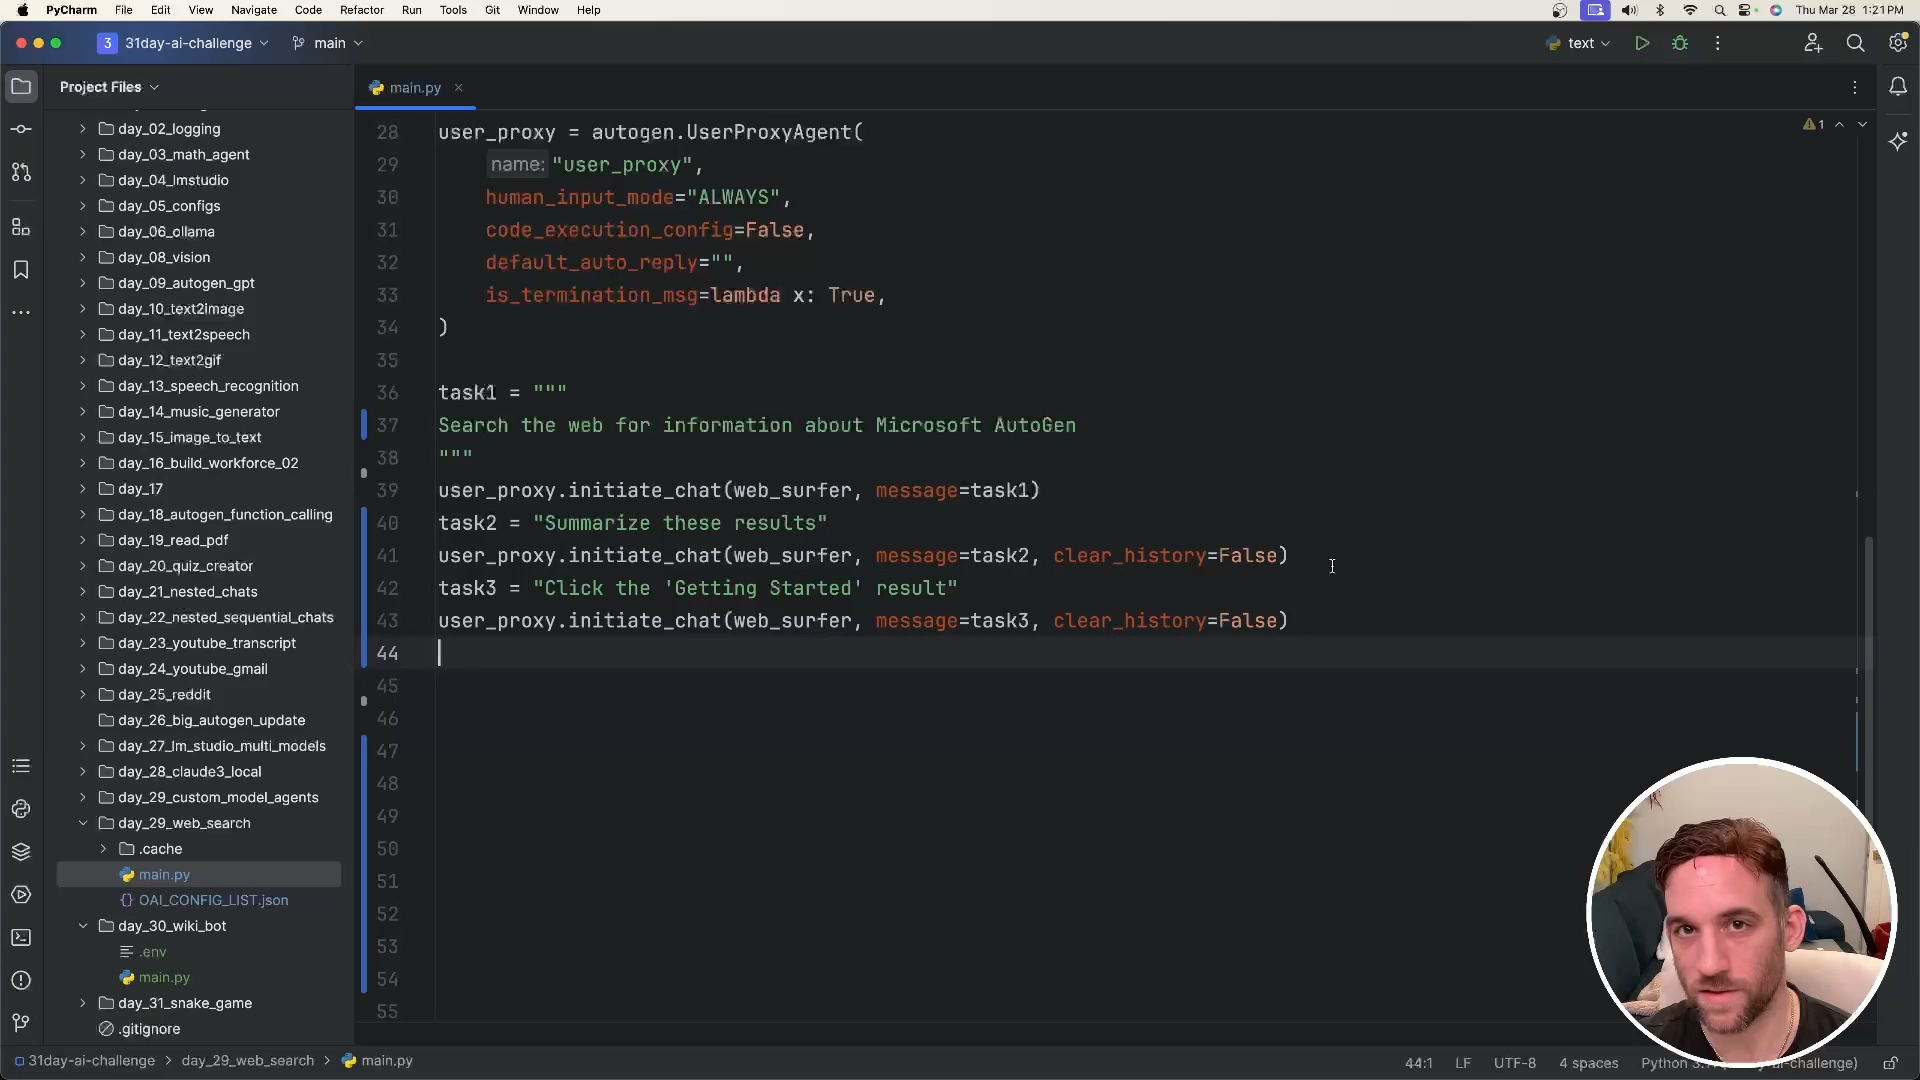 PyCharm File Edit View Navigate Code Refactor Run Tools Git Window Help Thu Mar 28 1:21 PM
3 31day-ai-challenge main text
Project Files
main.py
day_02_logging
day_03_math_agent
day_04_lmstudio
day_05_configs
day_06_ollama
day_08_vision
day_09_autogen_gpt
day_10_text2image
day_11_text2speech
day_12_text2gif
day_13_speech_recognition
day_14_music_generator
day_15_image_to_text
day_16_build_workforce_02
day_17
day_18_autogen_function_calling
day_19_read_pdf
day_20_quiz_creator
day_21_nested_chats
day_22_nested_sequential_chats
day_23_youtube_transcript
day_24_youtube_gmail
day_25_reddit
day_26_big_autogen_update
day_27_lm_studio_multi_models
day_28_claude3_local
day_29_custom_model_agents
day_29_web_search
.cache
main.py
{} OAI_CONFIG_LIST.json
day_30_wiki_bot
.env
main.py
day_31_snake_game
.gitignore
1
28 user_proxy = autogen.UserProxyAgent(
29 name: "user_proxy",
30 human_input_mode="ALWAYS",
31 code_execution_config=False,
32 default_auto_reply="",
33 is_termination_msg=lambda x: True,
34 )
35
36 task1 = """
37 Search the web for information about Microsoft AutoGen
38 """
39 user_proxy.initiate_chat(web_surfer, message=task1)
40 task2 = "Summarize these results"
41 user_proxy.initiate_chat(web_surfer, message=task2, clear_history=False)
42 task3 = "Click the 'Getting Started' result"
43 user_proxy.initiate_chat(web_surfer, message=task3, clear_history=False)
44
45
46
47
48
49
50
51
52
53
54
55
31day-ai-challenge > day_29_web_search > main.py
44:1 LF UTF-8 4 spaces Python ai-challenge)